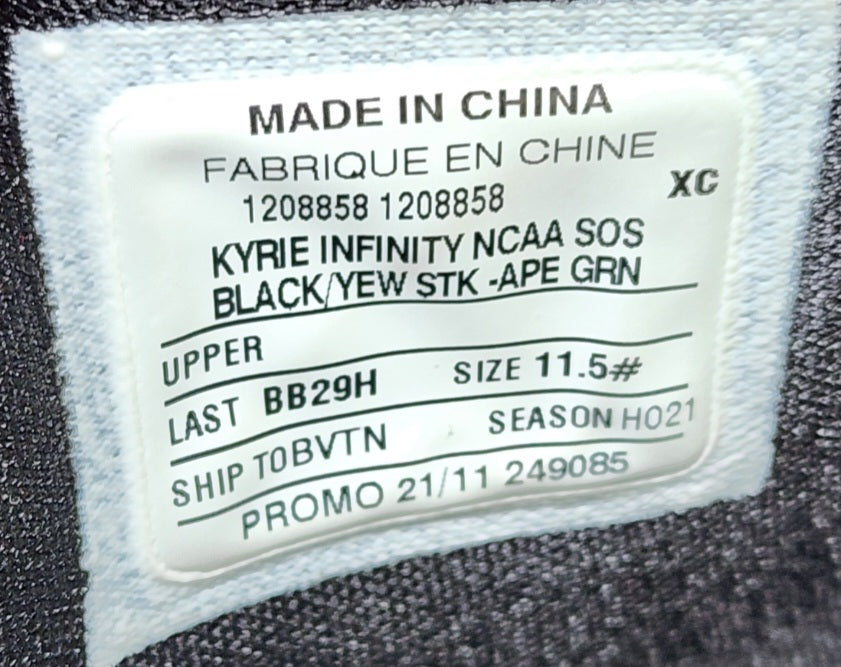 MADE IN CHINA
FABRIQUE EN CHINE
1208858 1208858 XC
KYRIE INFINITY NCAA SOS
BLACK/YEW STK -APE GRN
UPPER
LAST BB29H SIZE 11.5#
SHIP TOBVTN SEASON HO21
PROMO 21/11 249085